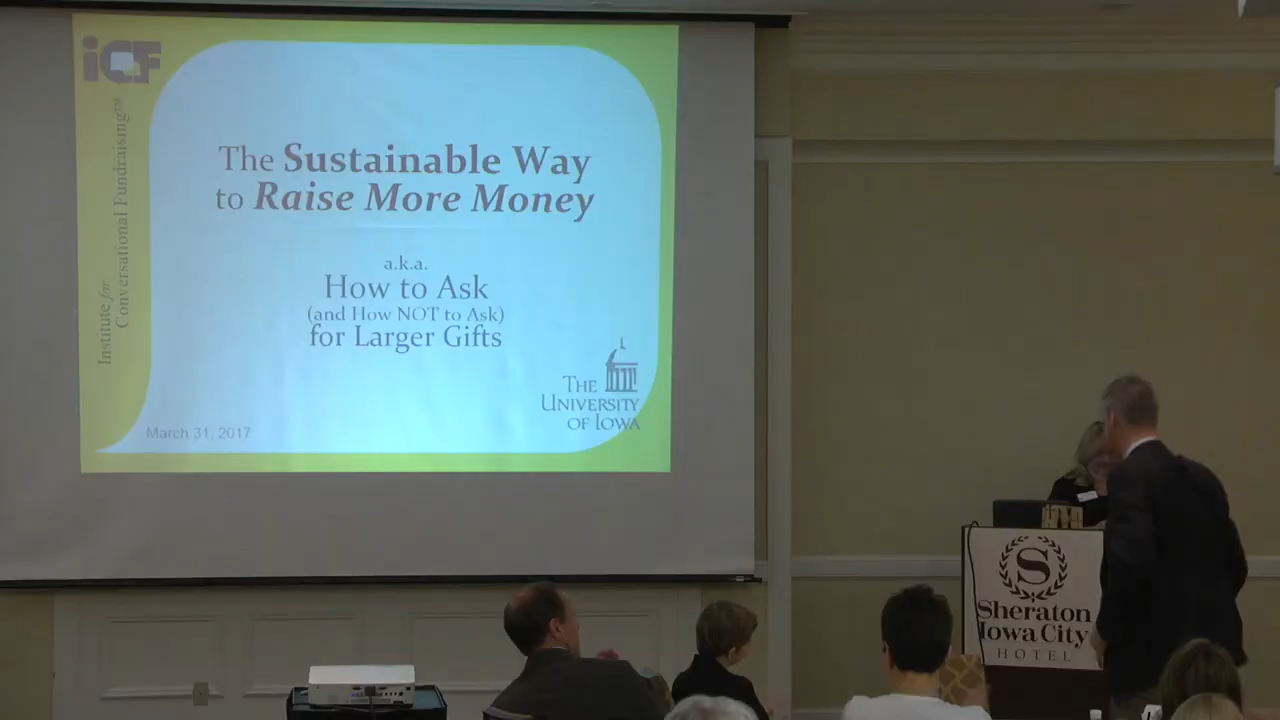 iCF
Institute for
Conversational Fundraising™
The Sustainable Way
to Raise More Money
a.k.a.
How to Ask
(and How NOT to Ask)
for Larger Gifts
THE
UNIVERSITY
OF IOWA
March 31, 2017
S
Sheraton
Iowa City
HOTEL